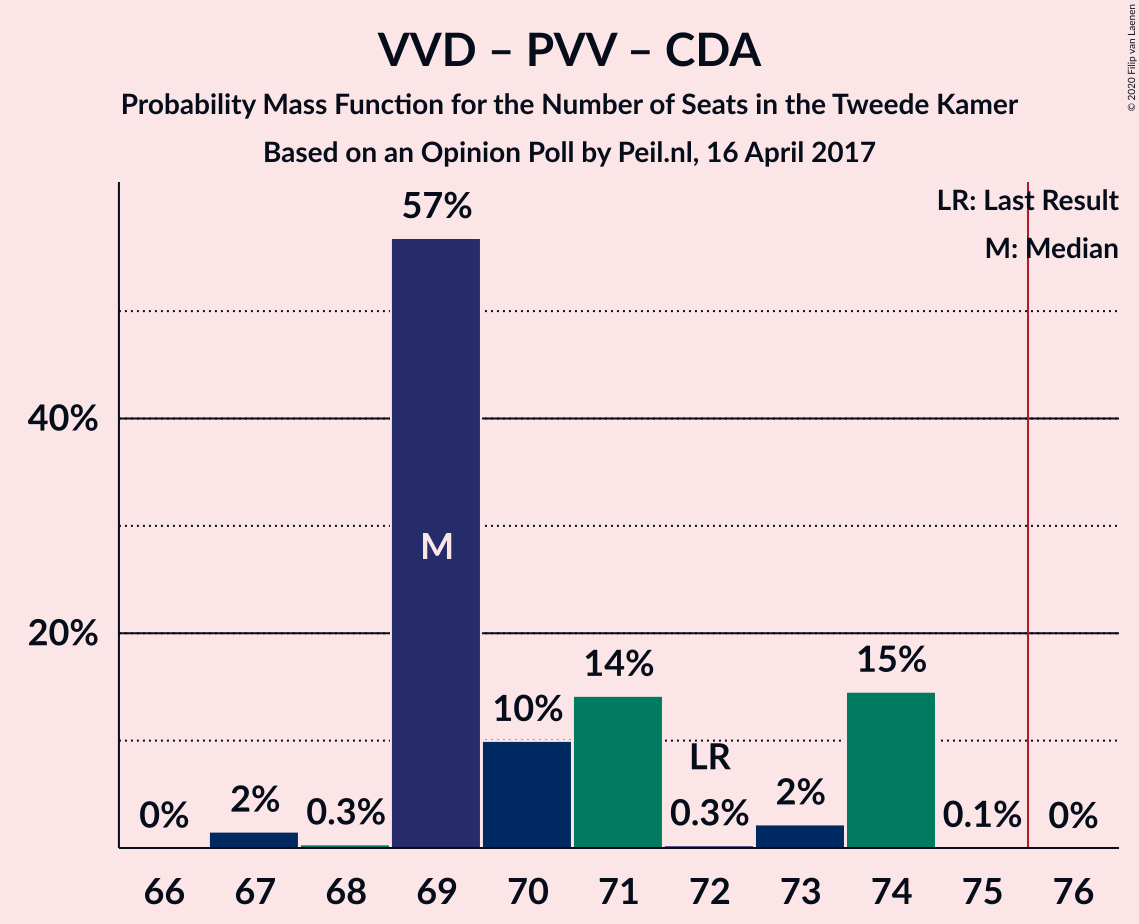 VVD – PVV – CDA
Probability Mass Function for the Number of Seats in the Tweede Kamer
Based on an Opinion Poll by Peil.nl, 16 April 2017
© 2020 Filip van Laenen
LR: Last Result
M: Median
57%
40%
M
20%
15%
14%
10%
LR
2%
2%
0%
0.3%
0.3%
0.1%
0%
66 67 68 69 70 71 72 73 74 75 76